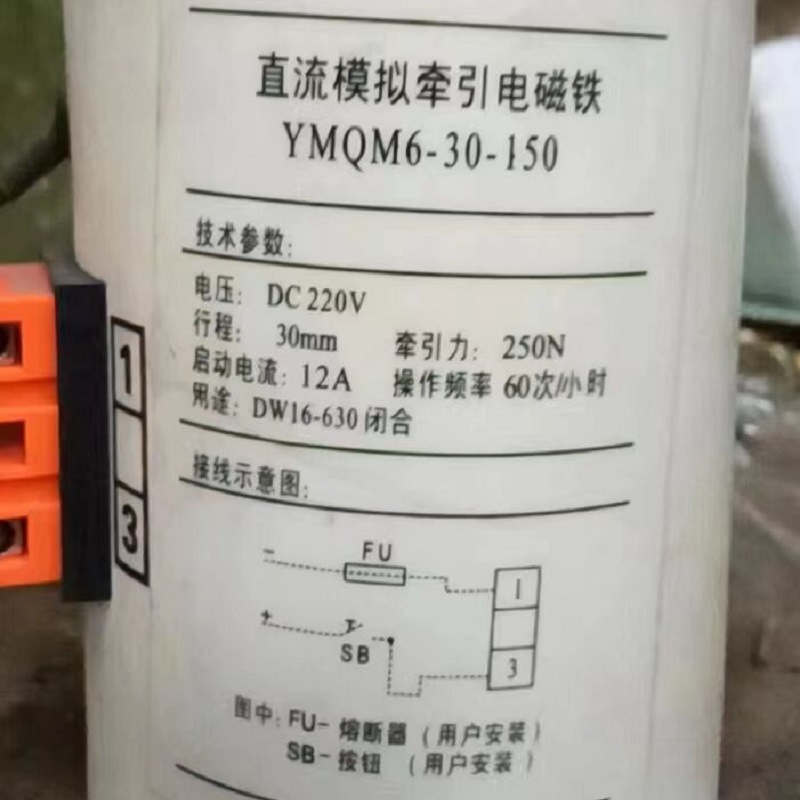 直流模拟牵引电磁铁
YMQM6-30-150
技术参数:
电压: DC 220V
行程: 30mm 牵引力: 250N
启动电流: 12A 操作频率 60次/小时
用途: DW16-630 闭合
接线示意图:
1
3
- FU
1
+ SB
3
图中: FU- 熔断器 (用户安装)
SB-按钮 (用户安装)